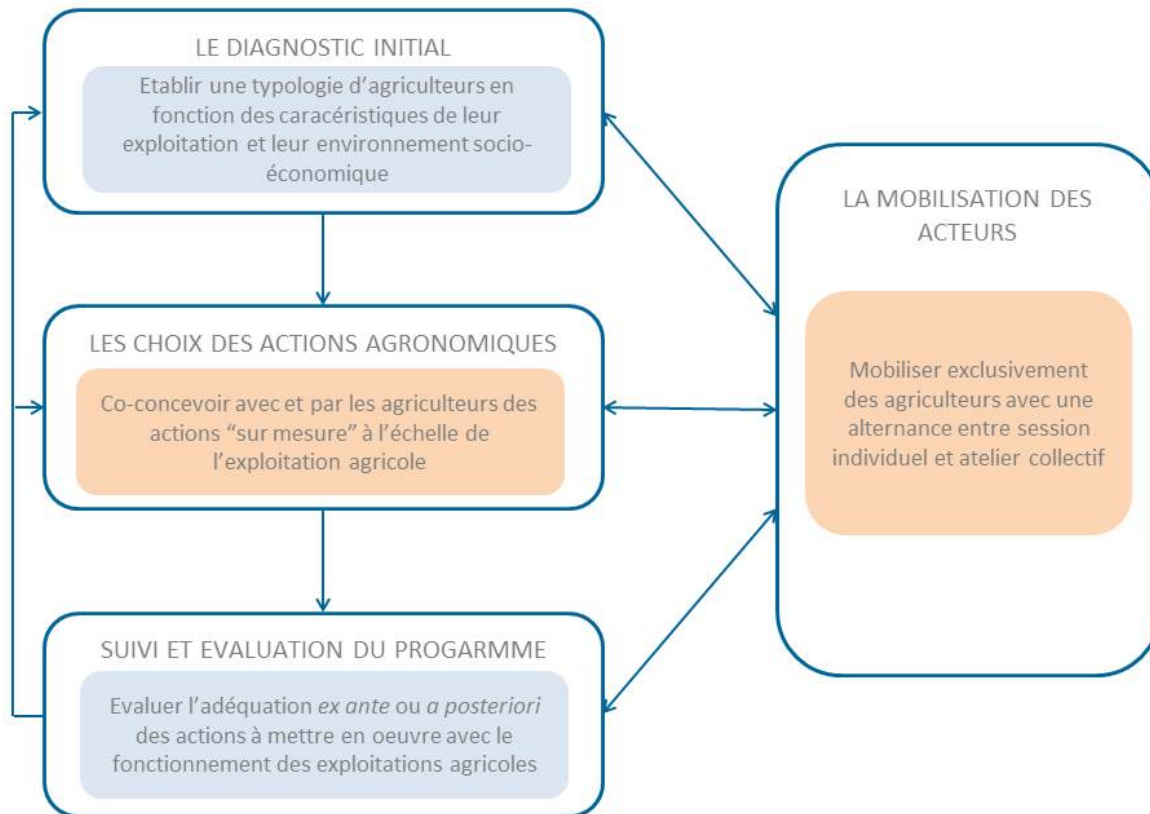 LE DIAGNOSTIC INITIAL
Etablir une typologie d'agriculteurs en
fonction des caracéristiques de leur
exploitation et leur environnement socio-
économique
LES CHOIX DES ACTIONS AGRONOMIQUES
Co-concevoir avec et par les agriculteurs des
actions "sur mesure" à l'échelle de
l'exploitation agricole
SUIVI ET EVALUATION DU PROGARMME
Evaluer l'adéquation ex ante ou a posteriori
des actions à mettre en oeuvre avec le
fonctionnement des exploitations agricoles
LA MOBILISATION DES
ACTEURS
Mobiliser exclusivement
des agriculteurs avec une
alternance entre session
individuel et atelier collectif